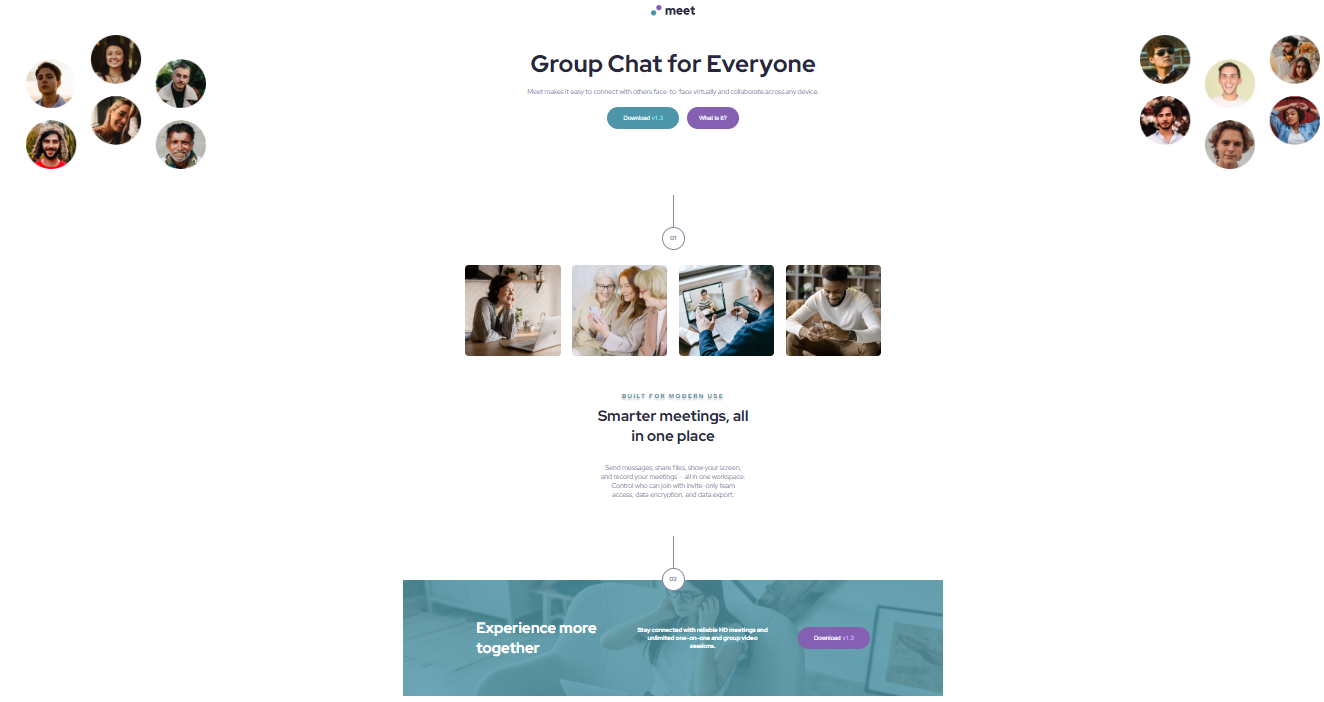 meet
Group Chat for Everyone
Meet makes it easy to connect with others face-to-face virtually and collaborate across any device.
Download v1.3
What is it?
01
BUILT FOR MODERN USE
Smarter meetings, all
in one place
Send messages, share files, show your screen,
and record your meetings – all in one workspace.
Control who can join with invite-only team
access, data encryption, and data export.
02
Experience more
together
Stay connected with reliable HD meetings and
unlimited one-on-one and group video
sessions.
Download v1.3